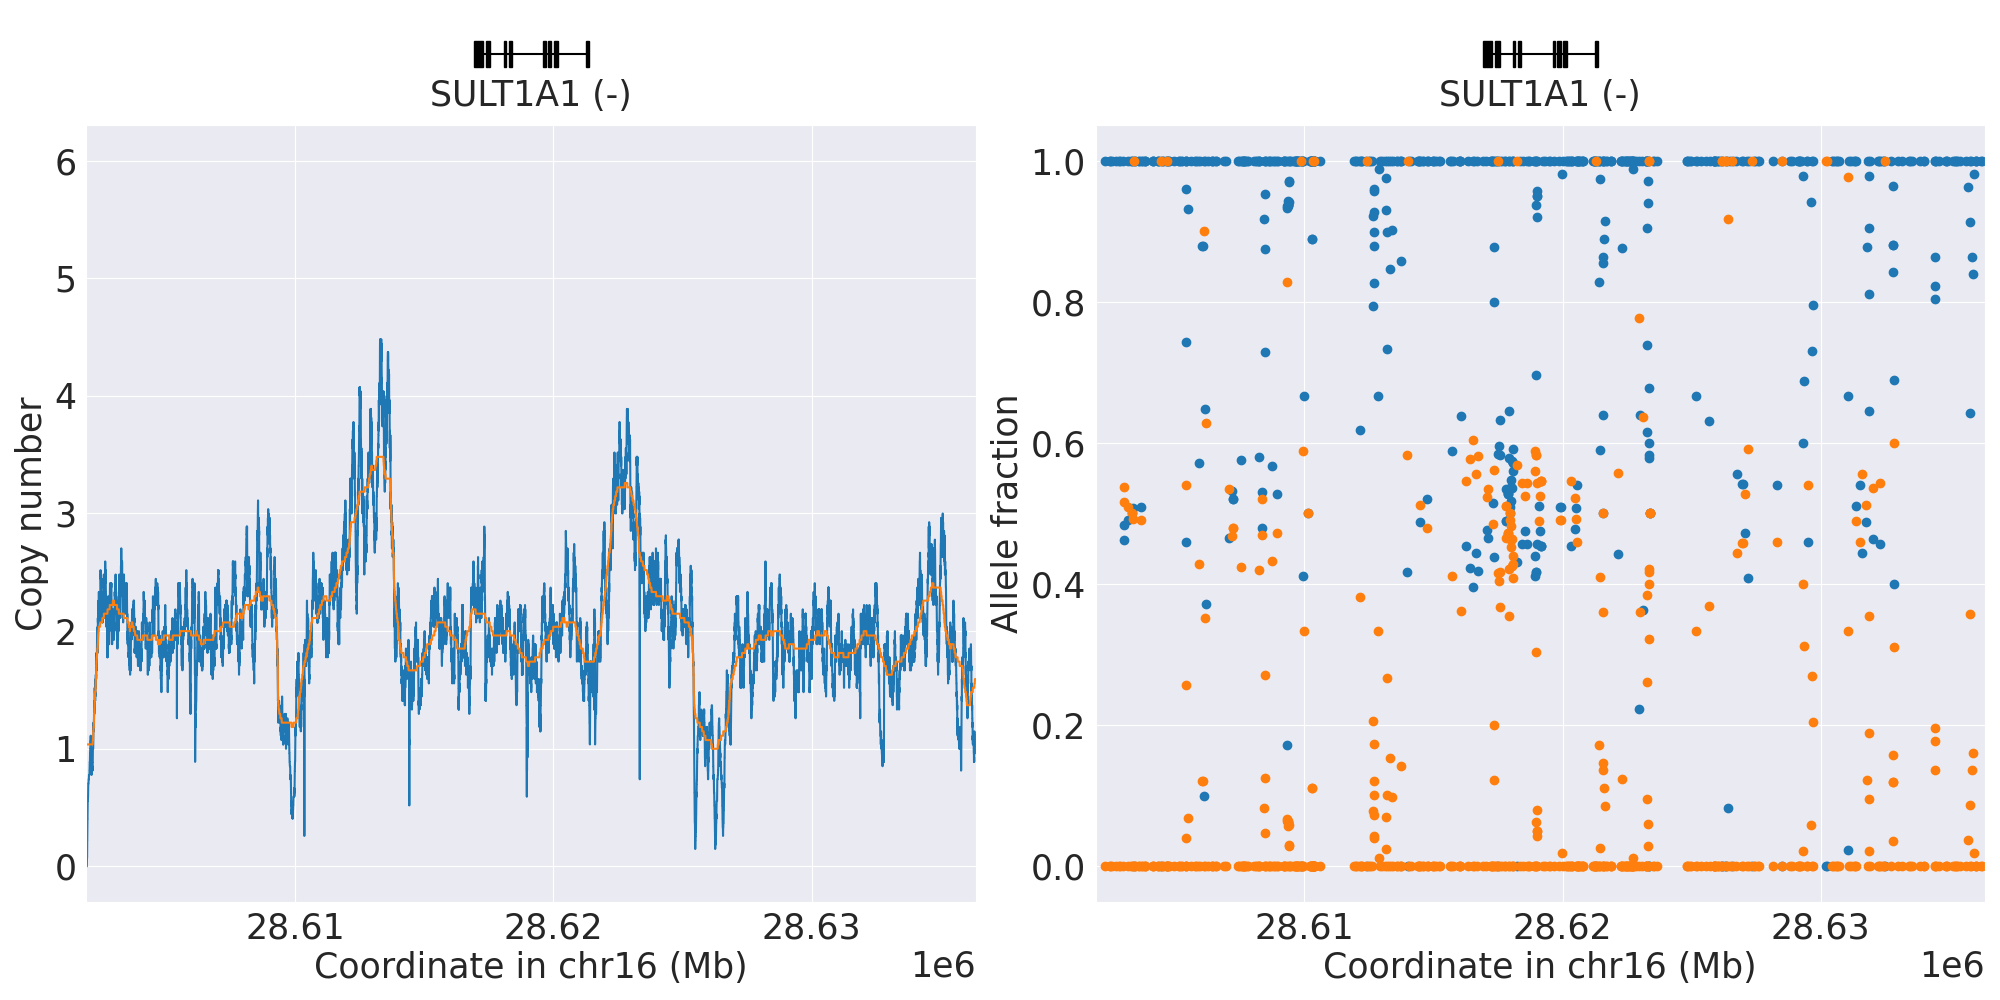 SULT1A1 (-)
Copy number
6
5
4
3
2
1
0
28.61
28.62
28.63
Coordinate in chr16 (Mb)
1e6
SULT1A1 (-)
Allele fraction
1.0
0.8
0.6
0.4
0.2
0.0
28.61
28.62
28.63
Coordinate in chr16 (Mb)
1e6